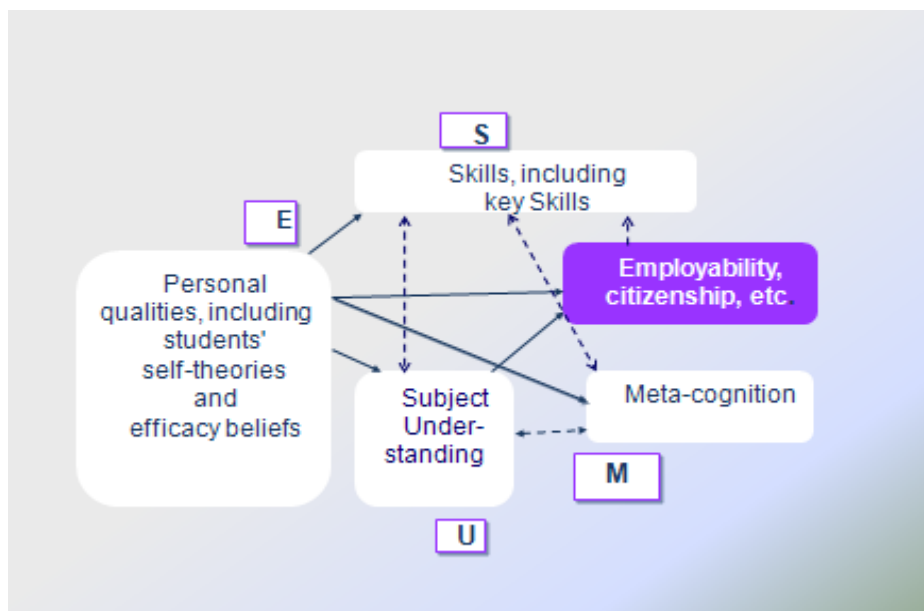 S
Skills, including
key Skills
E
Personal
qualities, including
students'
self-theories
and
efficacy beliefs
Employability,
citizenship, etc.
Subject
Under-
standing
Meta-cognition
M
U